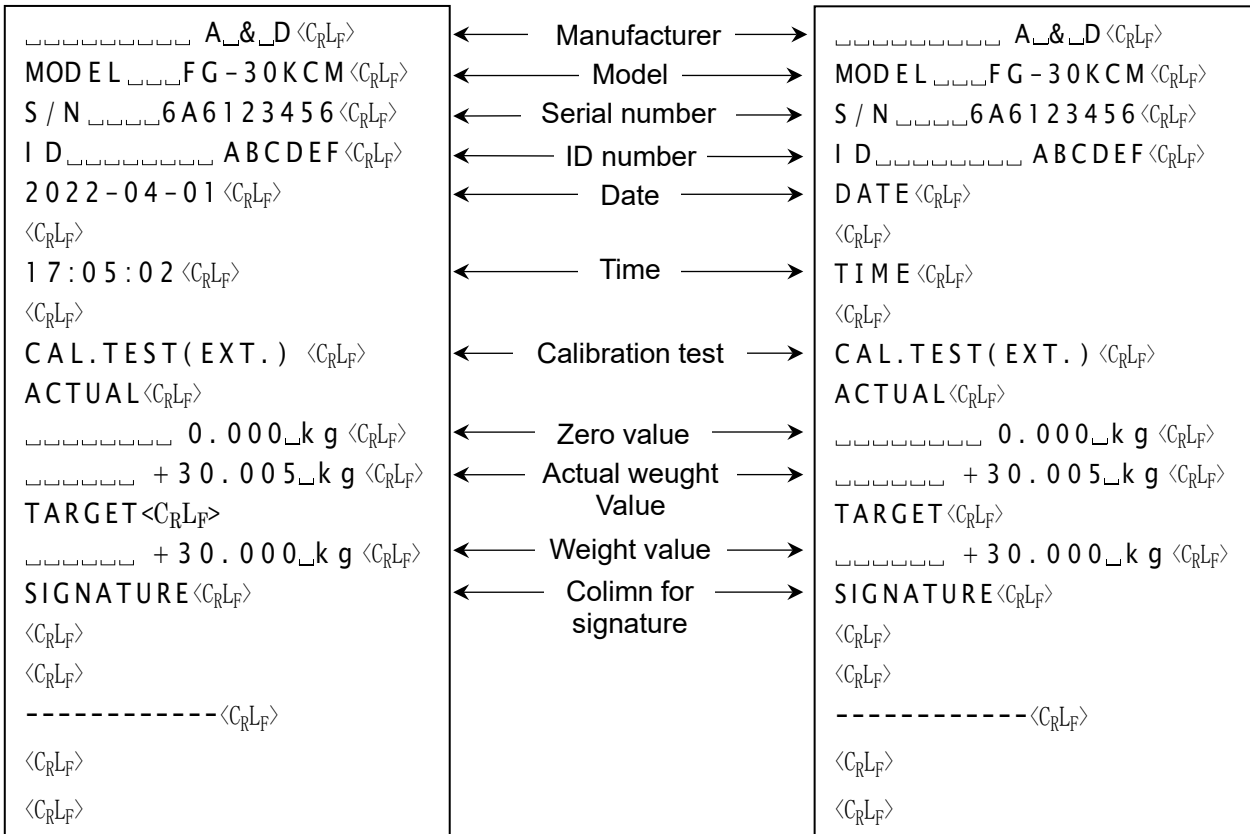 ␣␣␣␣␣␣␣␣␣A␣&␣D〈CRLF〉
MODEL␣␣␣FG-30KCM〈CRLF〉
S/N␣␣␣␣6A6123456〈CRLF〉
ID␣␣␣␣␣␣␣␣ABCDEF〈CRLF〉
2022-04-01〈CRLF〉
〈CRLF〉
17:05:02〈CRLF〉
〈CRLF〉
CAL.TEST(EXT.) 〈CRLF〉
ACTUAL〈CRLF〉
␣␣␣␣␣␣␣␣0.000␣kg〈CRLF〉
␣␣␣␣␣␣+30.005␣kg〈CRLF〉
TARGET<CRLF>
␣␣␣␣␣␣+30.000␣kg〈CRLF〉
SIGNATURE〈CRLF〉
〈CRLF〉
〈CRLF〉
------------〈CRLF〉
〈CRLF〉
〈CRLF〉
Manufacturer
Model
Serial number
ID number
Date
Time
Calibration test
Zero value
Actual weught
Value
Weight value
Colimn for
signature
␣␣␣␣␣␣␣␣␣A␣&␣D〈CRLF〉
MODEL␣␣␣FG-30KCM〈CRLF〉
S/N␣␣␣␣6A6123456〈CRLF〉
ID␣␣␣␣␣␣␣␣ABCDEF〈CRLF〉
DATE〈CRLF〉
〈CRLF〉
TIME〈CRLF〉
〈CRLF〉
CAL.TEST(EXT.)〈CRLF〉
ACTUAL〈CRLF〉
␣␣␣␣␣␣␣␣0.000␣kg〈CRLF〉
␣␣␣␣␣␣+30.005␣kg〈CRLF〉
TARGET〈CRLF〉
␣␣␣␣␣␣+30.000␣kg〈CRLF〉
SIGNATURE〈CRLF〉
〈CRLF〉
〈CRLF〉
------------〈CRLF〉
〈CRLF〉
〈CRLF〉